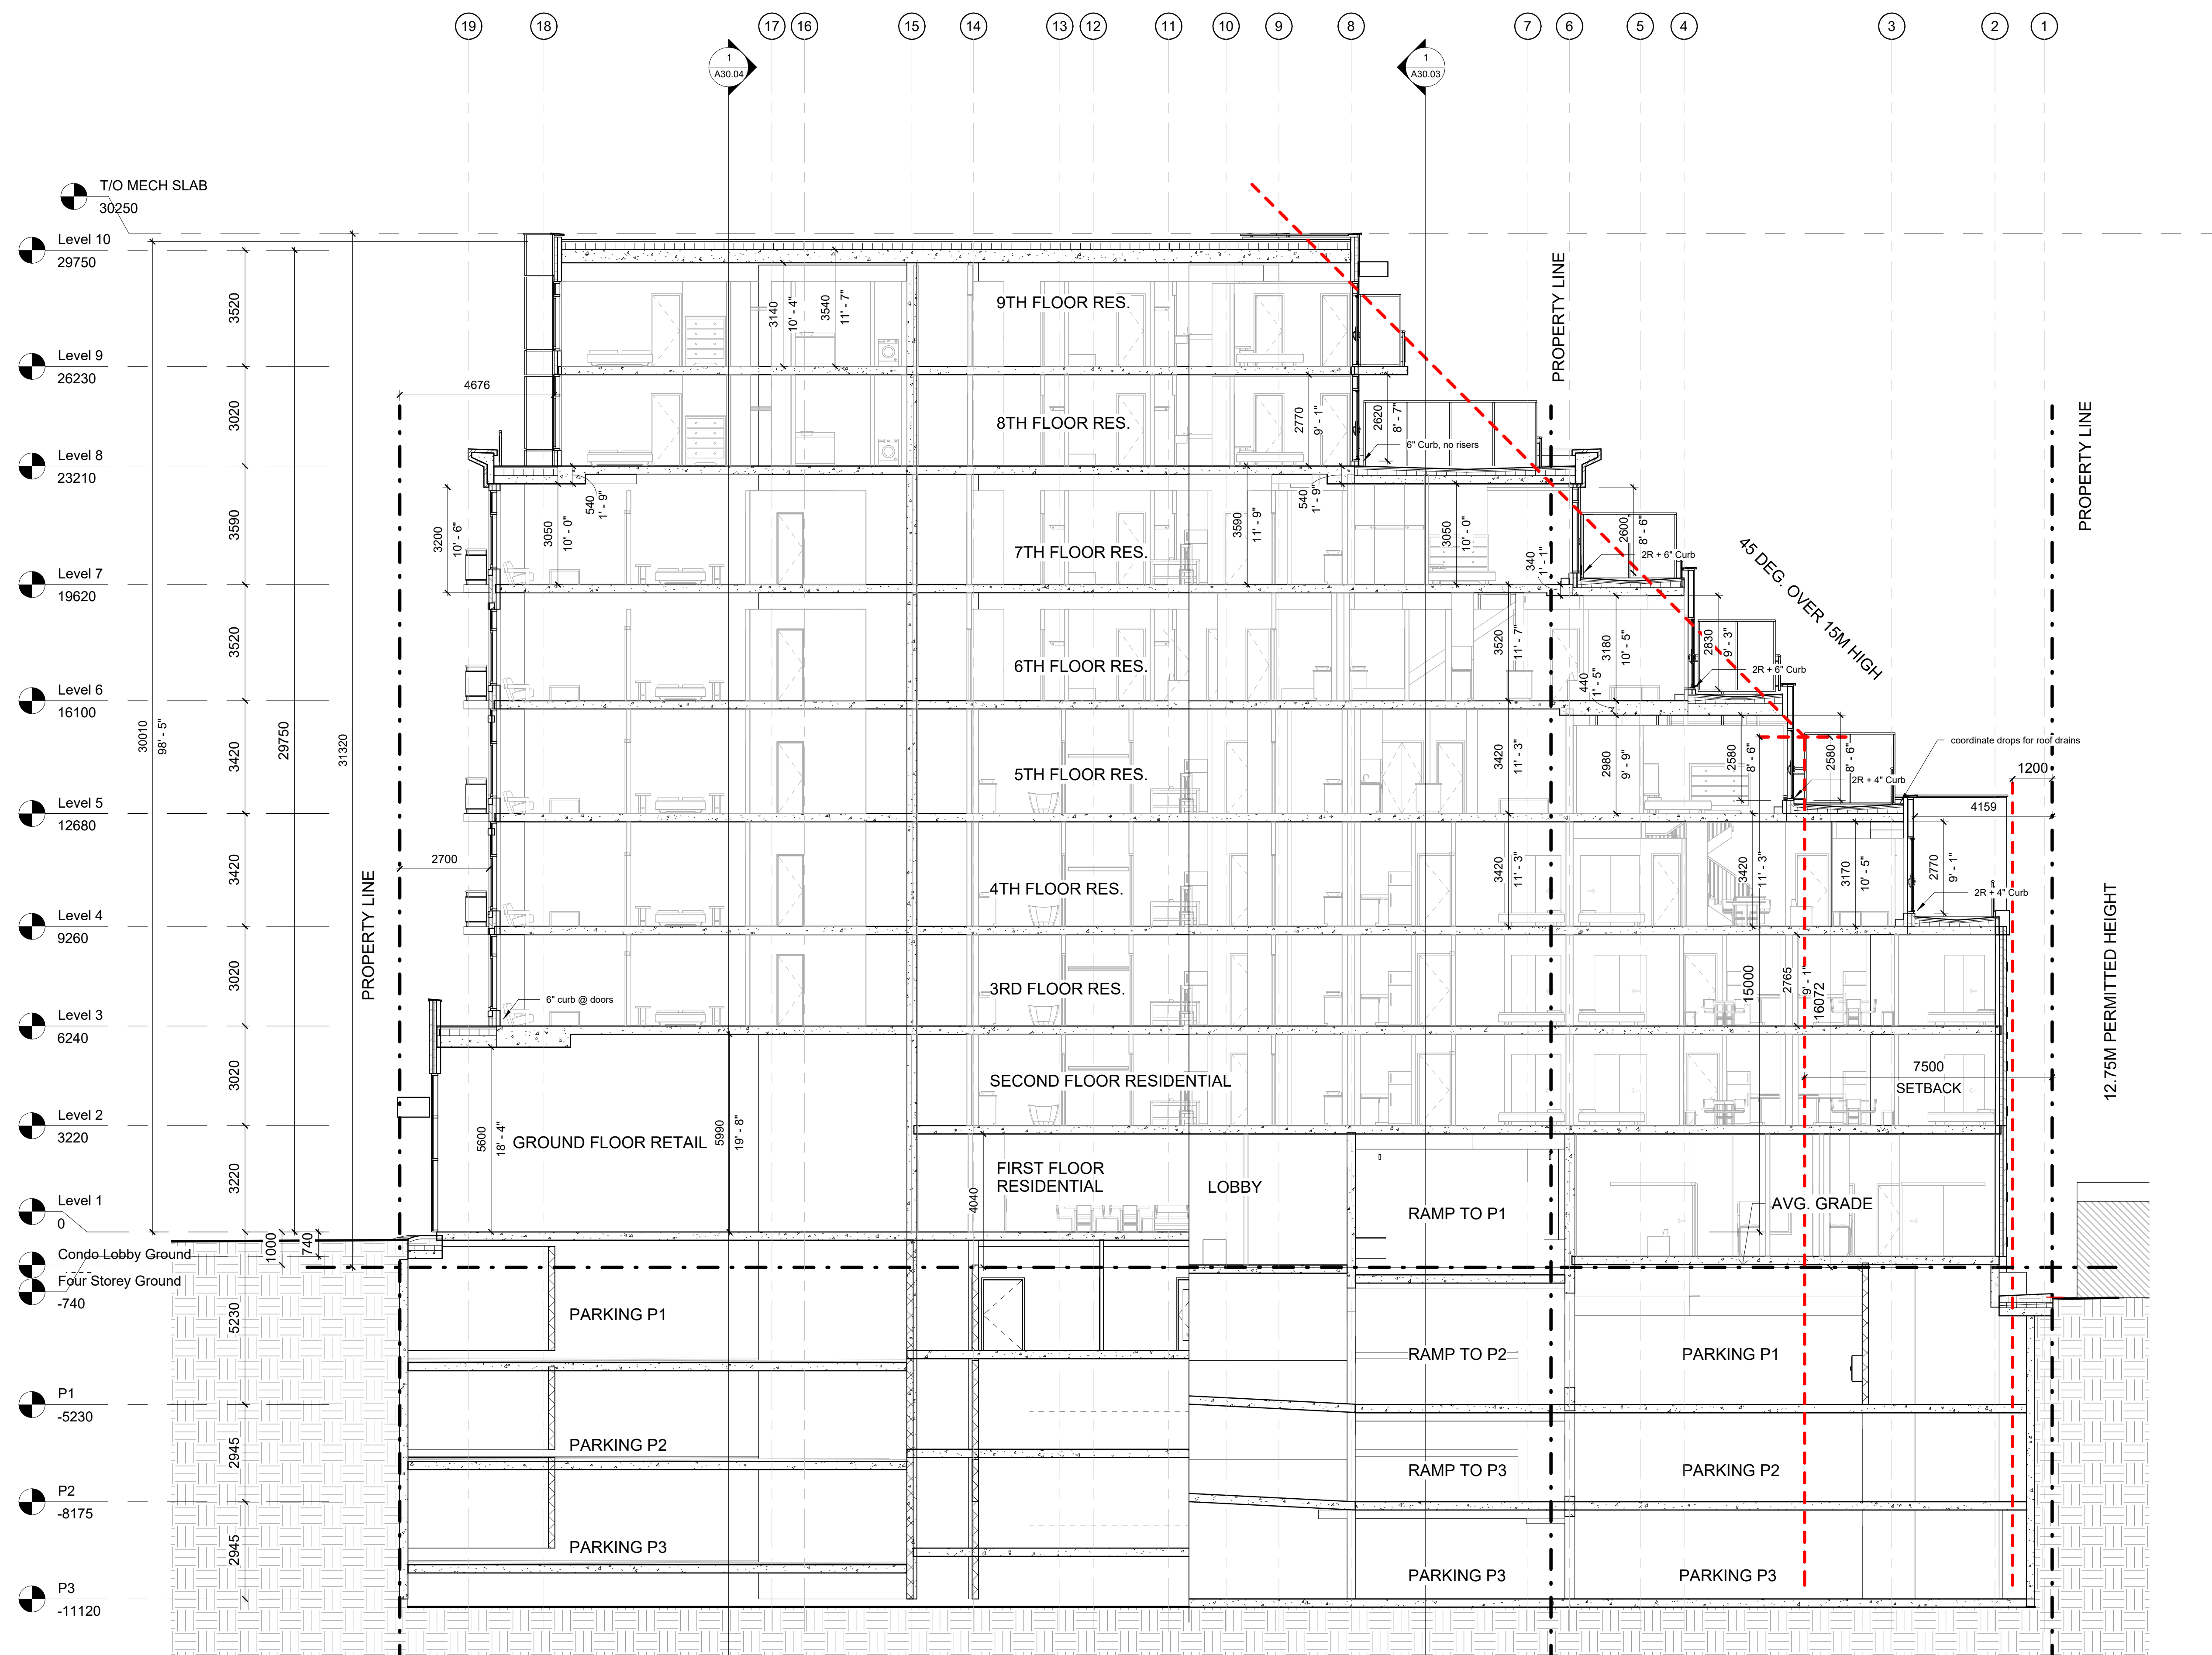 19
18
17
16
15
14
13
12
11
10
9
8
7
6
5
4
3
2
1
1
A30.04
1
A30.03
T/O MECH SLAB
30250
Level 10
29750
Level 9
26230
Level 8
23210
Level 7
19620
Level 6
16100
Level 5
12680
Level 4
9260
Level 3
6240
Level 2
3220
Level 1
0
Condo Lobby Ground
Four Storey Ground
-740
P1
-5230
P2
-8175
P3
-11120
3520
3020
3590
3520
3420
3420
3020
3020
3220
5230
2945
2945
30010
98' - 5"
29750
31320
1000
740
PROPERTY LINE
4676
2700
3200
10' - 6"
3050
10' - 0"
540
1' - 9"
6" curb @ doors
5600
18' - 4"
5990
19' - 8"
4040
3140
10' - 4"
3540
11' - 7"
9TH FLOOR RES.
8TH FLOOR RES.
7TH FLOOR RES.
6TH FLOOR RES.
5TH FLOOR RES.
4TH FLOOR RES.
3RD FLOOR RES.
SECOND FLOOR RESIDENTIAL
GROUND FLOOR RETAIL
FIRST FLOOR
RESIDENTIAL
LOBBY
2770
9' - 1"
2620
8' - 7"
6" Curb, no risers
3590
11' - 9"
540
1' - 9"
3050
10' - 0"
340
1' - 1"
2600
8' - 6"
2R + 6" Curb
PROPERTY LINE
PROPERTY LINE
45 DEG. OVER 15M HIGH
3520
11' - 7"
3180
10' - 5"
440
1' - 5"
2830
9' - 3"
2R + 6" Curb
3420
11' - 3"
2980
9' - 9"
2580
8' - 6"
2580
8' - 6"
2R + 4" Curb
coordinate drops for roof drains
1200
4159
3420
11' - 3"
3420
11' - 3"
3170
10' - 5"
2770
9' - 1"
2R + 4" Curb
15000
2765
9' - 1"
16072
7500
SETBACK
12.75M PERMITTED HEIGHT
AVG. GRADE
RAMP TO P1
RAMP TO P2
RAMP TO P3
PARKING P3
PARKING P1
PARKING P2
PARKING P3
PARKING P1
PARKING P2
PARKING P3